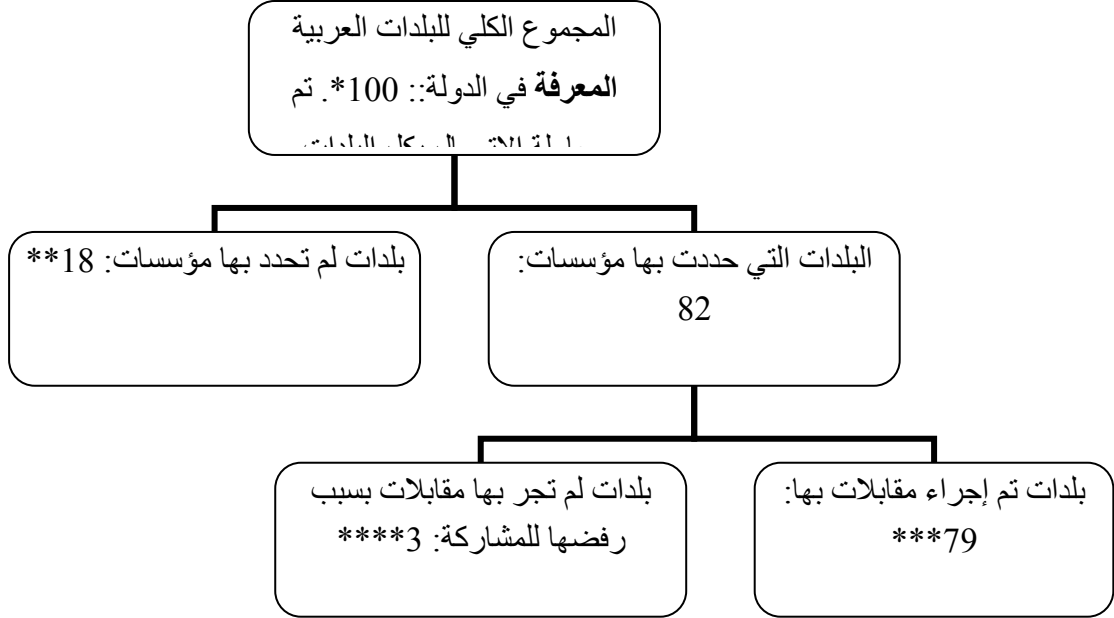 المجموع الكلي للبلدات العربية
المعرفة في الدولة:: 100*. تم
بلدات لم تحدد بها مؤسسات: 18**
البلدات التي حددت بها مؤسسات:
82
بلدات لم تجر بها مقابلات بسبب
رفضها للمشاركة: 3****
بلدات تم إجراء مقابلات بها:
79***